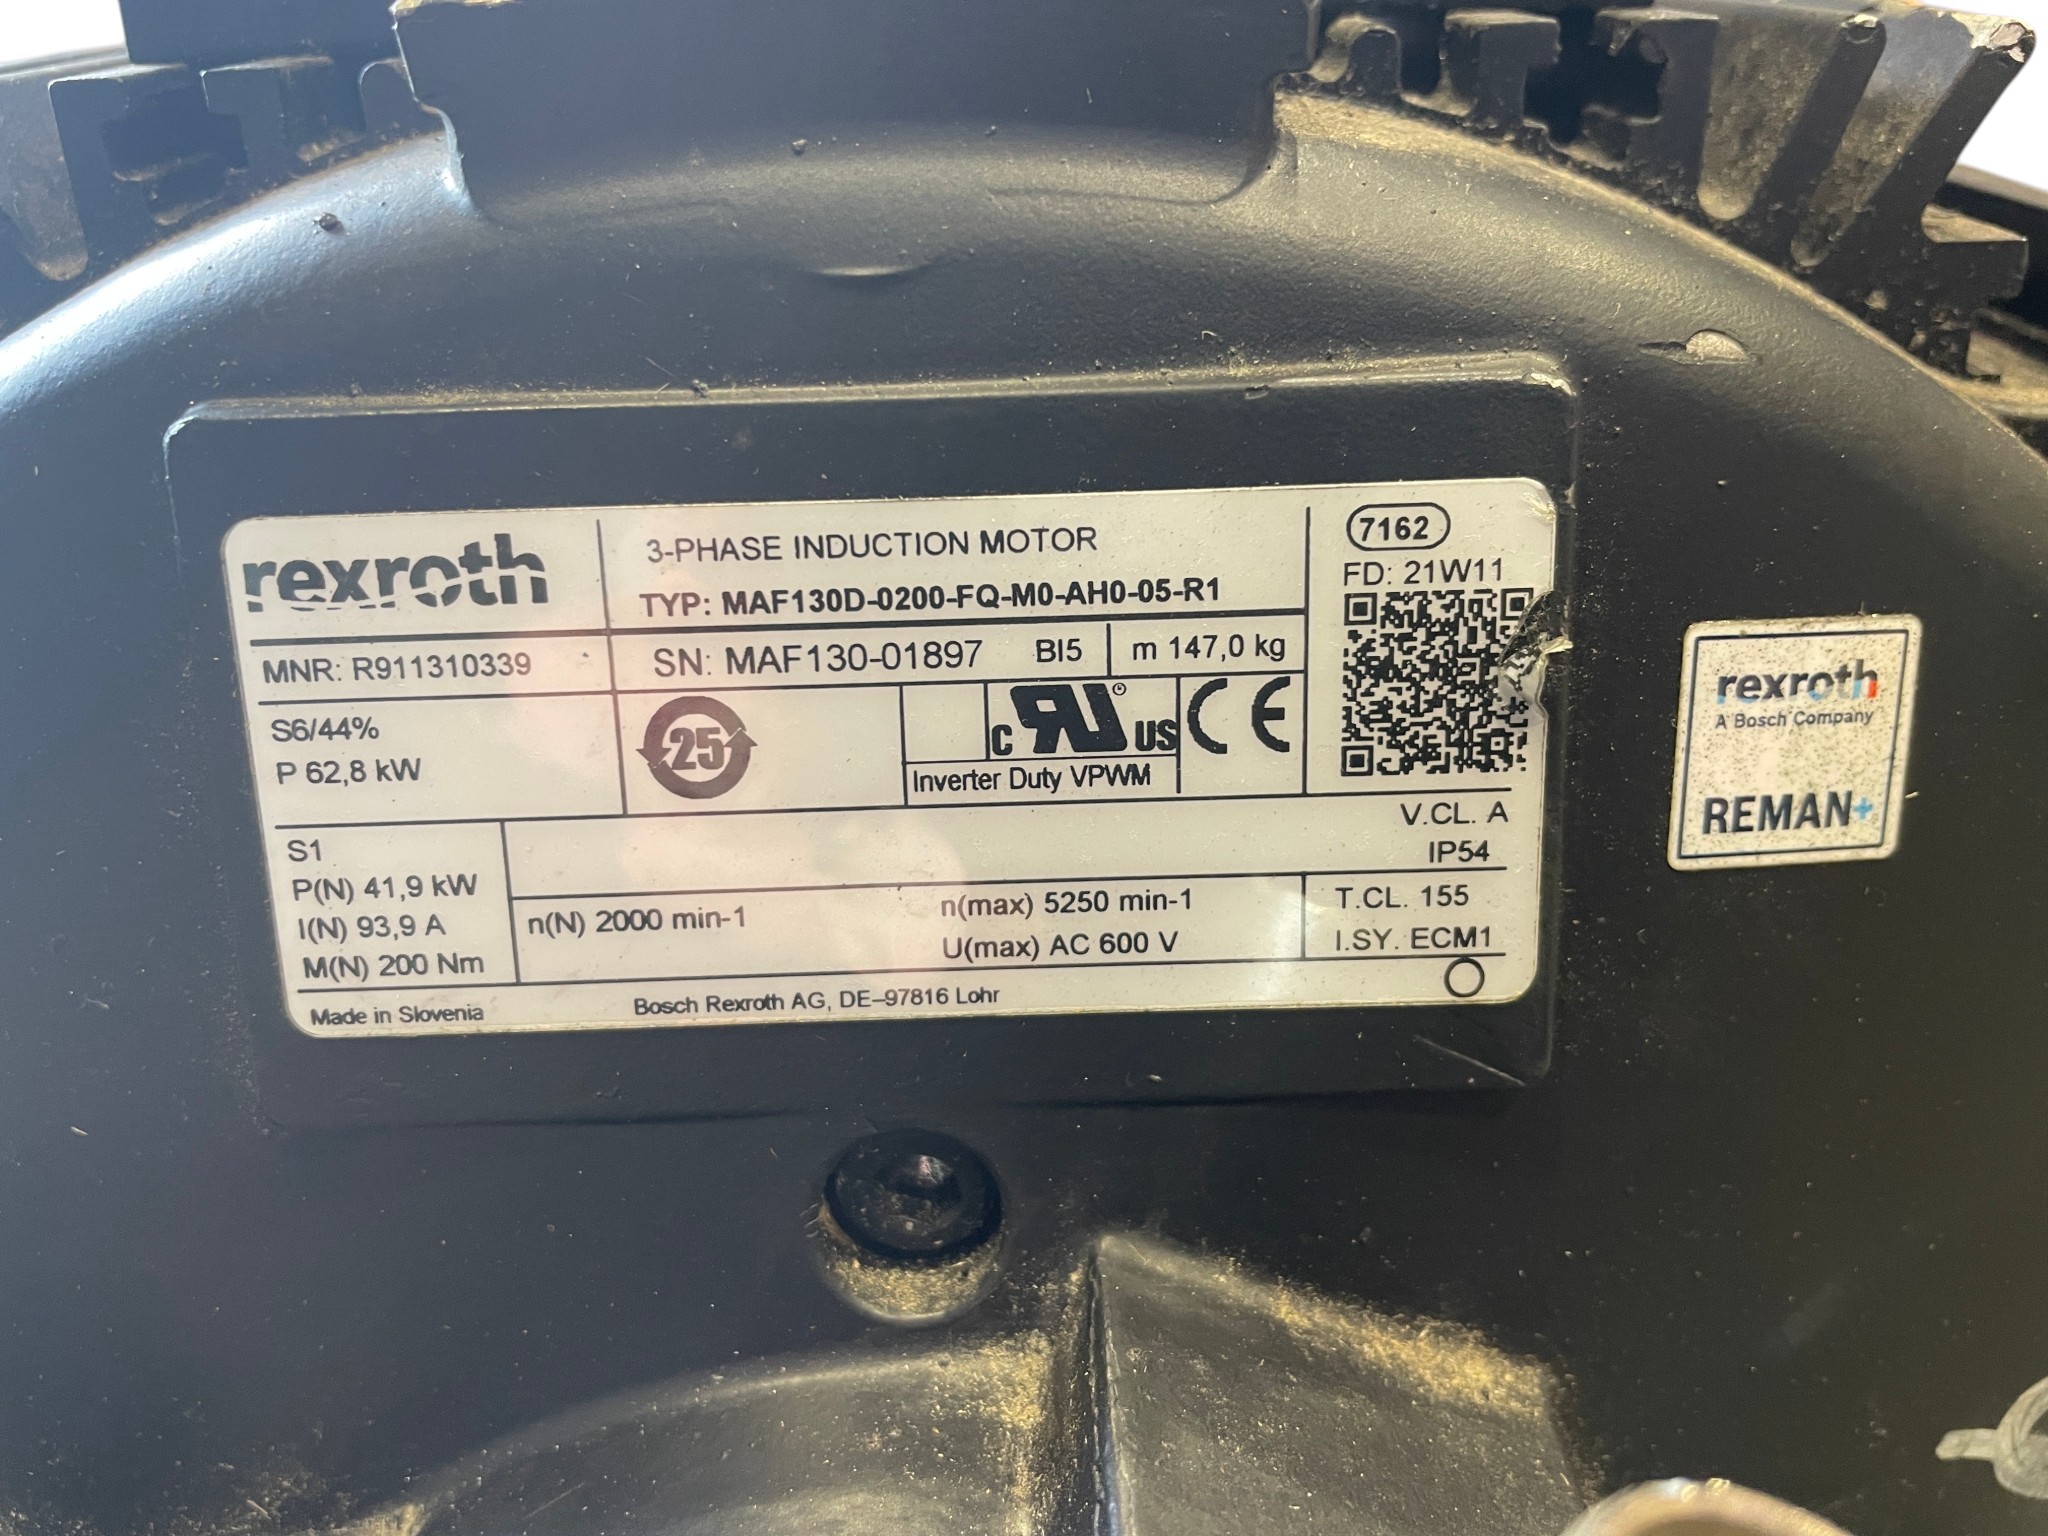 rexroth
3-PHASE INDUCTION MOTOR
TYP: MAF130D-0200-FQ-M0-AH0-05-R1
7162
FD: 21W11
MNR: R911310339
SN: MAF130-01897 BI5 m 147,0 kg
S6/44%
P 62,8 kW
25
c RU ® US CE
Inverter Duty VPWM
V.CL. A
IP54
S1
P(N) 41,9 kW
I(N) 93,9 A
M(N) 200 Nm
n(N) 2000 min-1
n(max) 5250 min-1
U(max) AC 600 V
T.CL. 155
I.SY. ECM1
Made in Slovenia
Bosch Rexroth AG, DE–97816 Lohr
rexroth
A Bosch Company
REMAN+